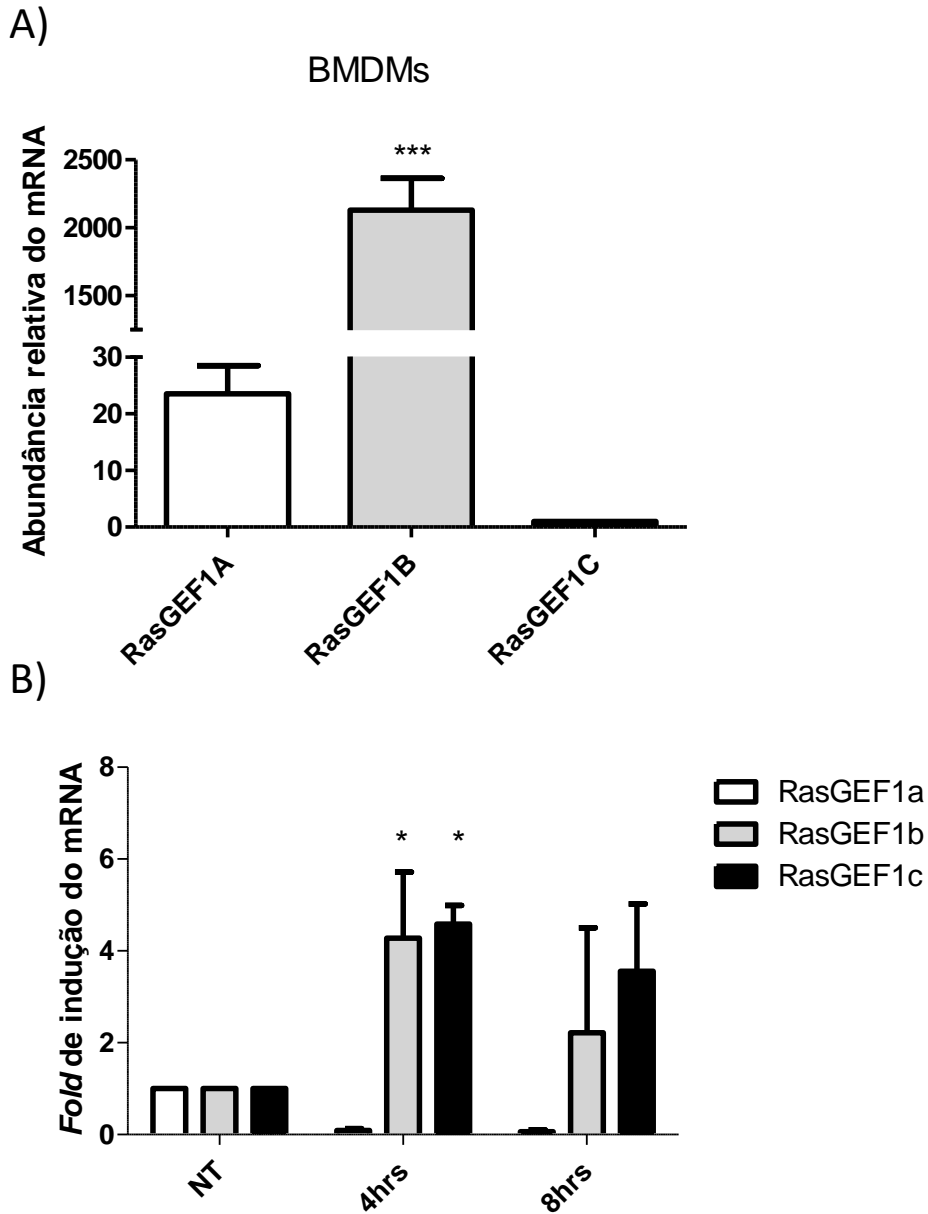 A)
BMDMs
Abundância relativa do mRNA
***
2500
2000
1500
30
20
10
0
RasGEF1A
RasGEF1B
RasGEF1C
B)
Fold de indução do mRNA
8
6
4
2
0
*
*
NT
4hrs
8hrs
RasGEF1a
RasGEF1b
RasGEF1c